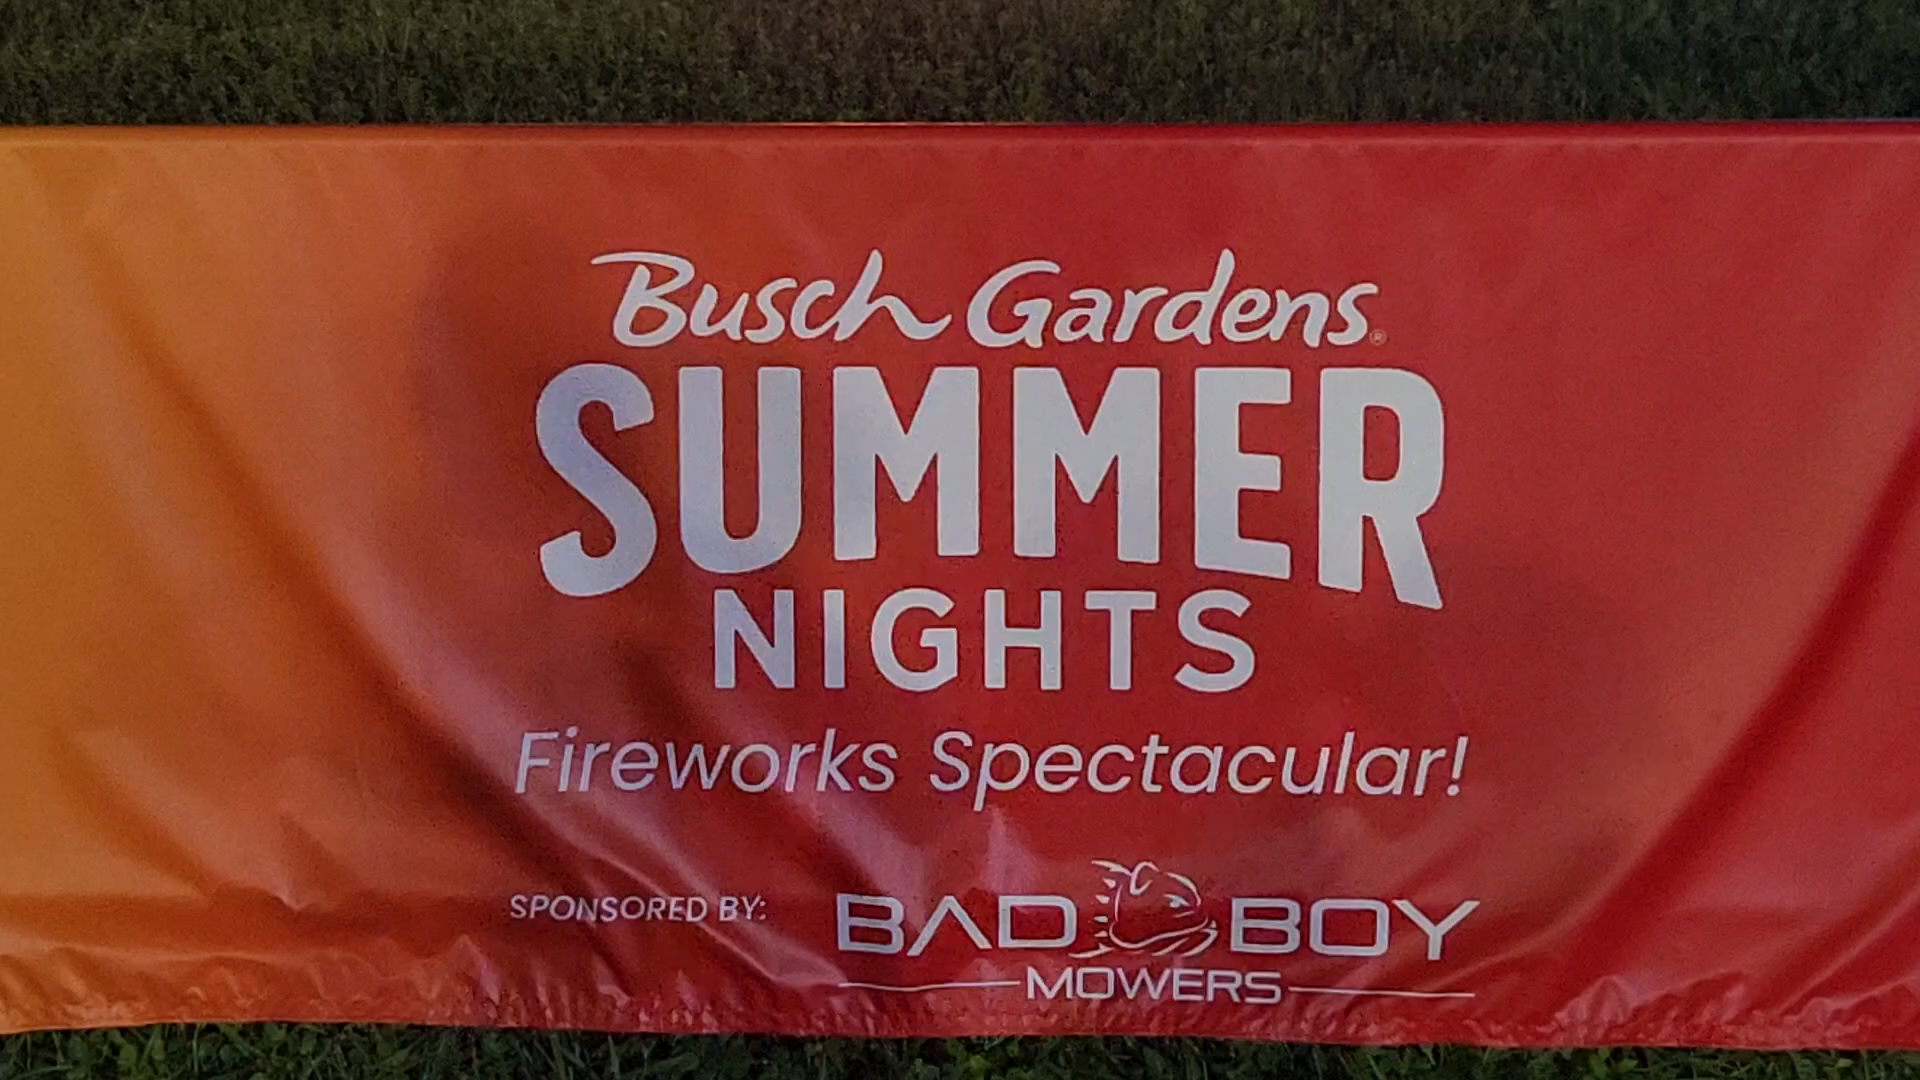 Busch Gardens®
SUMMER
NIGHTS
Fireworks Spectacular!
SPONSORED BY: BAD BOY
MOWERS